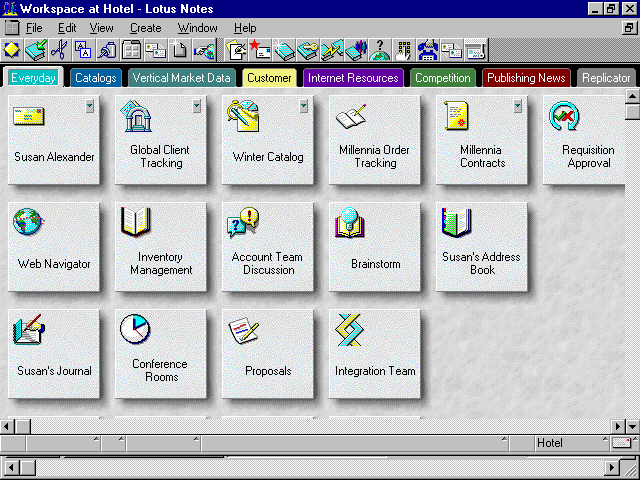 Workspace at Hotel - Lotus Notes
File Edit View Create Window Help
Everyday Catalogs Vertical Market Data Customer Internet Resources Competition Publishing News Replicator
Susan Alexander
Global Client
Tracking
Winter Catalog
Millennia Order
Tracking
Millennia
Contracts
Requisition
Approval
Web Navigator
Inventory
Management
Account Team
Discussion
Brainstorm
Susan's Address
Book
Susan's Journal
Conference
Rooms
Proposals
Integration Team
Hotel